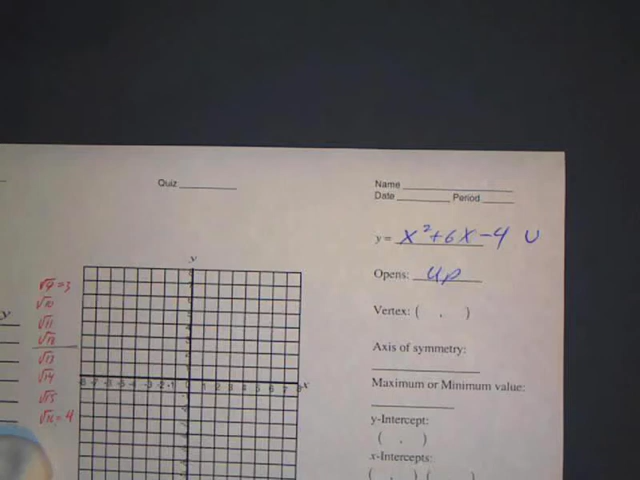 Quiz
Name
Date Period
y = x²+6x-4 U
Opens: up
Vertex: ( , )
Axis of symmetry:
Maximum or Minimum value:
y-Intercept:
( , )
x-Intercepts:
y
x
√9 = 3
√10
√11
√12
√13
√14
√15
√16 = 4
y